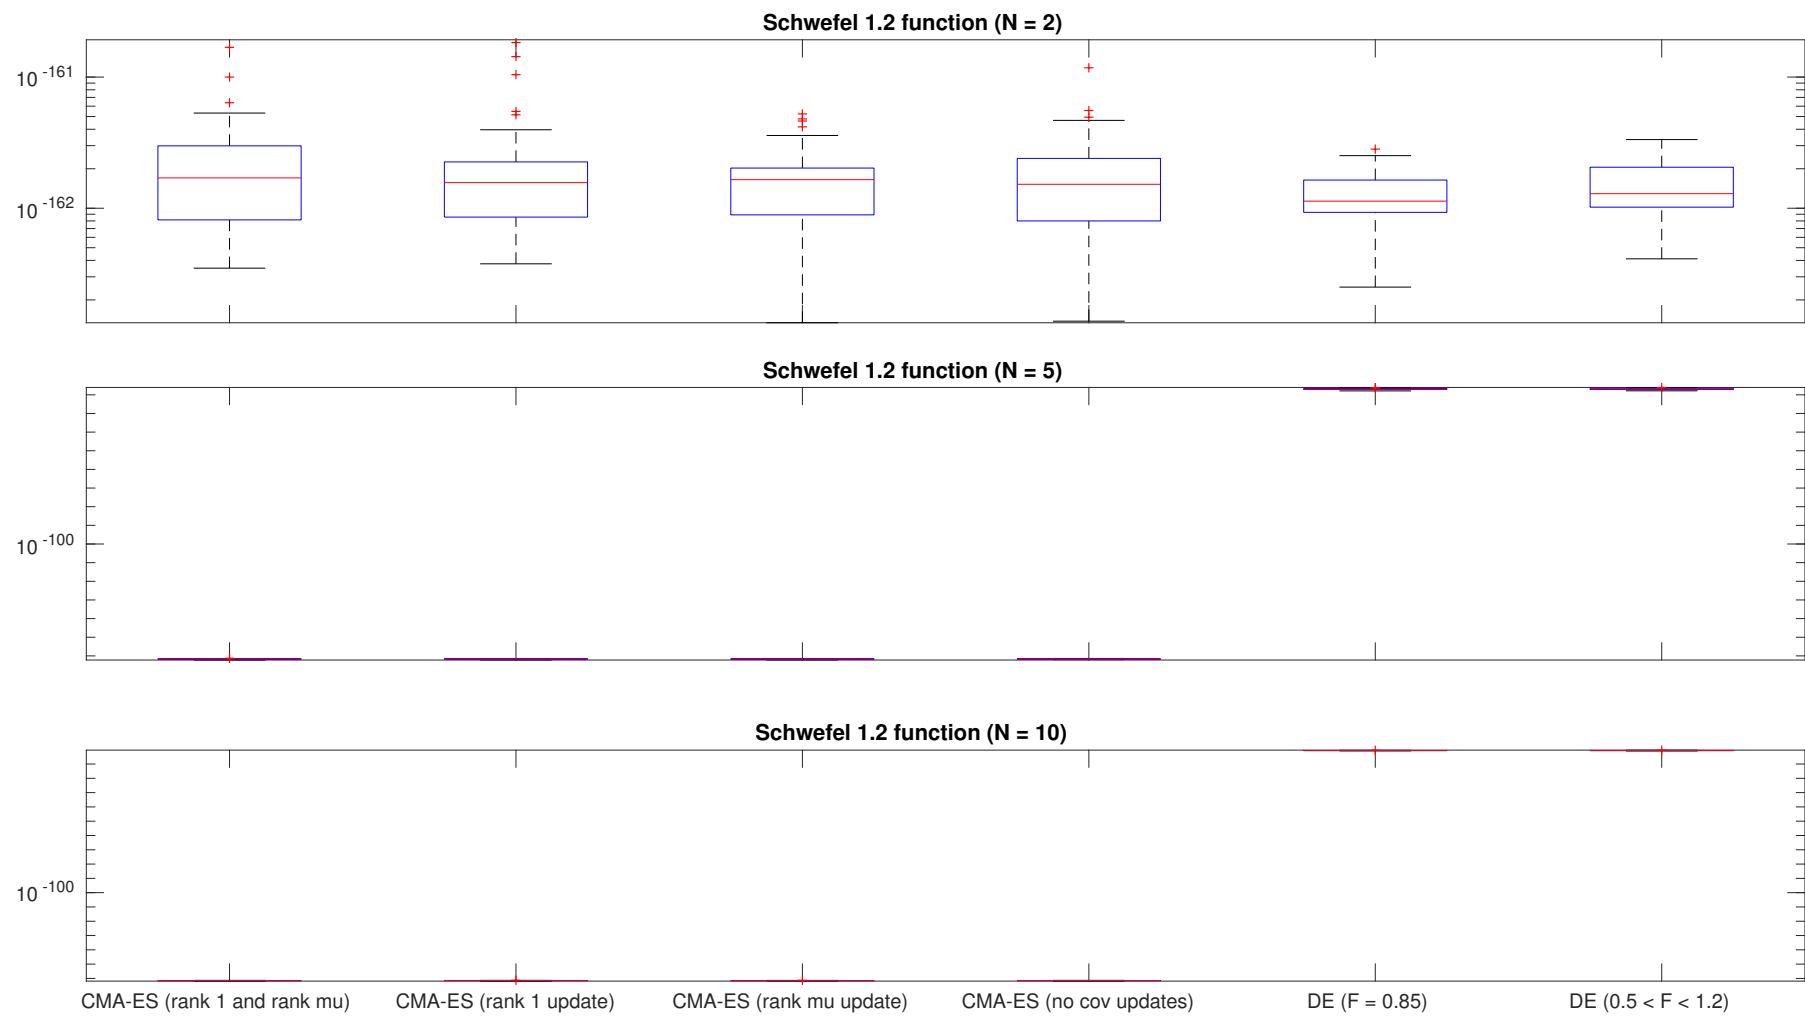 Schwefel 1.2 function (N = 2)
10 -161
10 -162
Schwefel 1.2 function (N = 5)
10 -100
Schwefel 1.2 function (N = 10)
10 -100
CMA-ES (rank 1 and rank mu) CMA-ES (rank 1 update) CMA-ES (rank mu update) CMA-ES (no cov updates) DE (F = 0.85) DE (0.5 < F < 1.2)